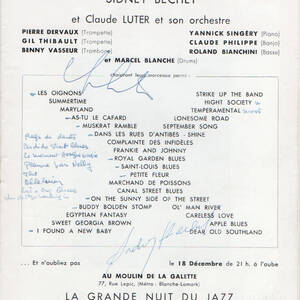 SIDNEY BECHET
et Claude LUTER et son orchestre
PIERRE DERVAUX (Trompette) YANNICK SINGÉRY (Piano)
GIL THIBAULT (Trompette) CLAUDE PHILIPPE (Banjo)
BENNY VASSEUR (Trombone) ROLAND BIANCHINI (Basse)
et MARCEL BLANCHE (Drums)
choisiront leurs morceaux parmi :
LES OIGNONS STRIKE UP THE BAND
SUMMERTIME HIGHT SOCIETY
MARYLAND TEMPERAMENTAL mood
AS-TU LE CAFARD LONESOME ROAD
MUSKRAT RAMBLE SEPTEMBER SONG
DANS LES RUES D'ANTIBES - SHINE
COMPLAINTE DES INFIDÈLES
FRANKIE AND JOHNNY
ROYAL GARDEN BLUES
SAINT-LOUIS BLUES
PETITE FLEUR
MARCHAND DE POISSONS
CANAL STREET BLUES
ON THE SUNNY SIDE OF THE STREET
BUDDY BOLDEN STOMP OL' MAN RIVER
EGYPTIAN FANTASY CARELESS LOVE
SWEET GEORGIA BROWN APPLE BLUES
I FOUND A NEW BABY DEAR OLD SOUTHLAND
Et n'oubliez pas le 18 Décembre de 21 h. à l'aube
AU MOULIN DE LA GALETTE
77, Rue Lepic, (Métro : Blanche-Lamark)
LA GRANDE NUIT DU JAZZ